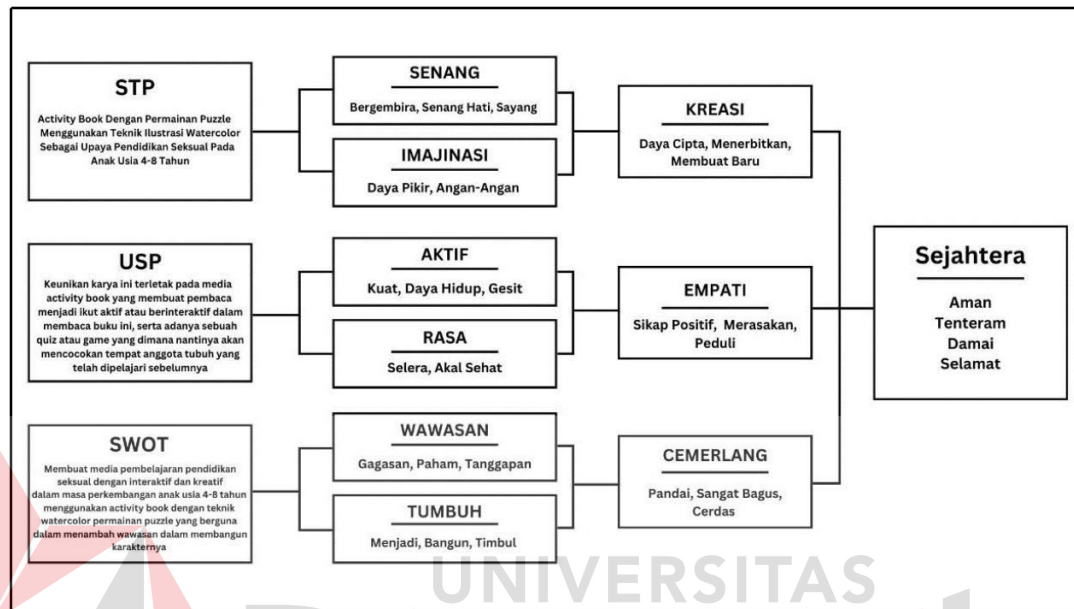 STP
Activity Book Dengan Permainan Puzzle
Menggunakan Teknik Ilustrasi Watercolor
Sebagai Upaya Pendidikan Seksual Pada
Anak Usia 4-8 Tahun
SENANG
Bergembira, Senang Hati, Sayang
IMAJINASI
Daya Pikir, Angan-Angan
KREASI
Daya Cipta, Menerbitkan,
Membuat Baru
USP
Keunikan karya ini terletak pada media
activity book yang membuat pembaca
menjadi ikut aktif atau berinteraktif dalam
membaca buku ini, serta adanya sebuah
quiz atau game yang dimana nantinya akan
mencocokan tempat anggota tubuh yang
telah dipelajari sebelumnya
AKTIF
Kuat, Daya Hidup, Gesit
RASA
Selera, Akal Sehat
EMPATI
Sikap Positif, Merasakan,
Peduli
SWOT
Membuat media pembelajaran pendidikan
seksual dengan interaktif dan kreatif
dalam masa perkembangan anak usia 4-8 tahun
menggunakan activity book dengan teknik
watercolor permainan puzzle yang berguna
dalam menambah wawasan dalam membangun
karakternya
WAWASAN
Gagasan, Paham, Tanggapan
TUMBUH
Menjadi, Bangun, Timbul
CEMERLANG
Pandai, Sangat Bagus,
Cerdas
Sejahtera
Aman
Tenteram
Damai
Selamat
UNIVERSITAS